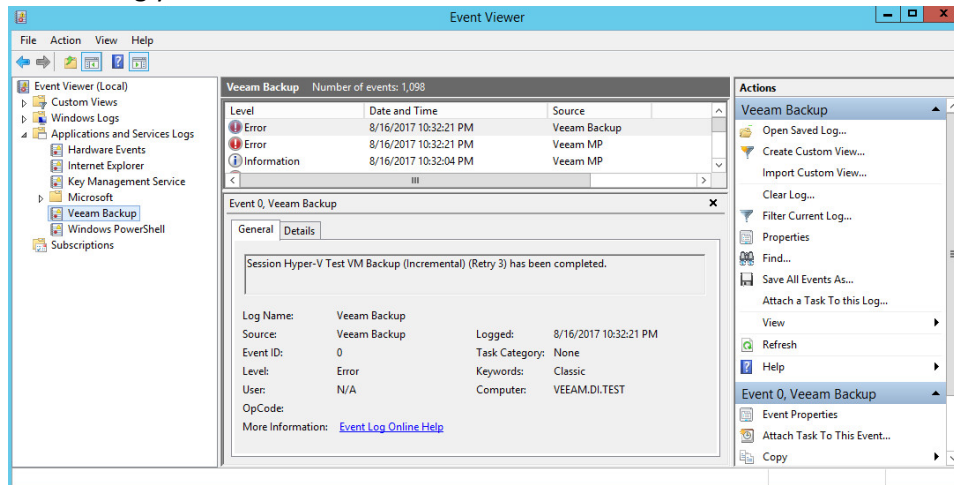 Event Viewer
File Action View Help
Event Viewer (Local)
Custom Views
Windows Logs
Applications and Services Logs
Hardware Events
Internet Explorer
Key Management Service
Microsoft
Veeam Backup
Windows PowerShell
Subscriptions
Veeam Backup Number of events: 1,098
Level Date and Time Source
Error 8/16/2017 10:32:21 PM Veeam Backup
Error 8/16/2017 10:32:21 PM Veeam MP
Information 8/16/2017 10:32:04 PM Veeam MP
Event 0, Veeam Backup
General Details
Session Hyper-V Test VM Backup (Incremental) (Retry 3) has been completed.
Log Name: Veeam Backup
Source: Veeam Backup Logged: 8/16/2017 10:32:21 PM
Event ID: 0 Task Category: None
Level: Error Keywords: Classic
User: N/A Computer: VEEAM.DI.TEST
OpCode:
More Information: Event Log Online Help
Actions
Veeam Backup
Open Saved Log...
Create Custom View...
Import Custom View...
Clear Log...
Filter Current Log...
Properties
Find...
Save All Events As...
Attach a Task To this Log...
View
Refresh
Help
Event 0, Veeam Backup
Event Properties
Attach Task To This Event...
Copy